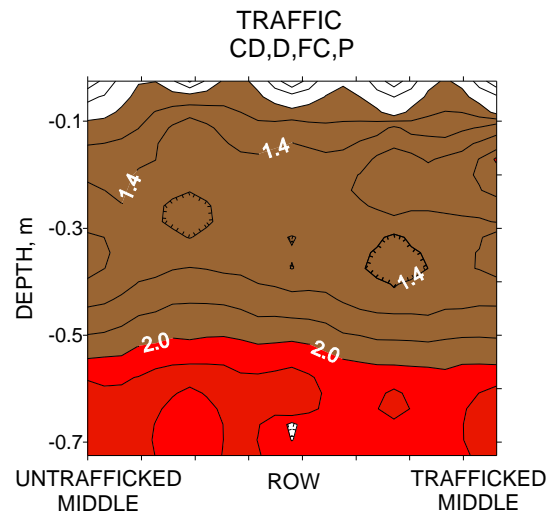 TRAFFIC
CD,D,FC,P
-0.1
1.4
1.4
-0.3
1.4
DEPTH, m
-0.5
2.0
2.0
-0.7
UNTRAFFICKED
MIDDLE
ROW
TRAFFICKED
MIDDLE